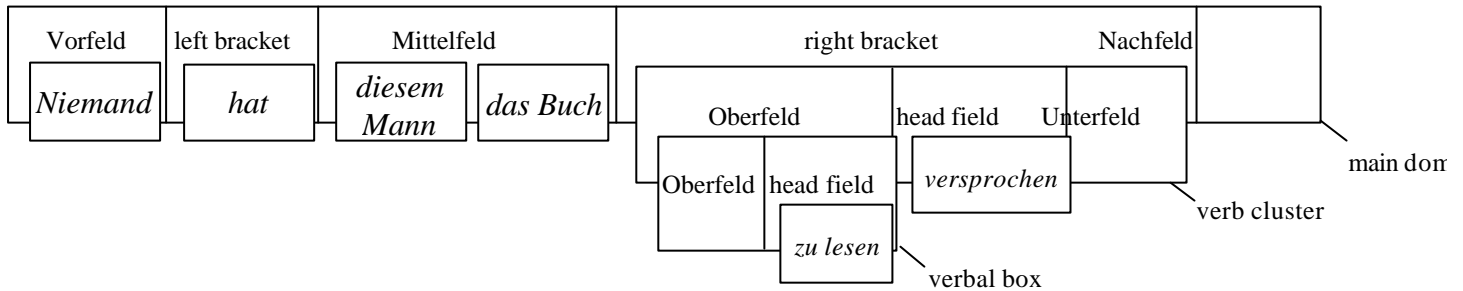 Vorfeld left bracket Mittelfeld right bracket Nachfeld
Niemand hat diesem Mann das Buch
Oberfeld head field Unterfeld
main dom
Oberfeld head field versprochen
verb cluster
zu lesen
verbal box